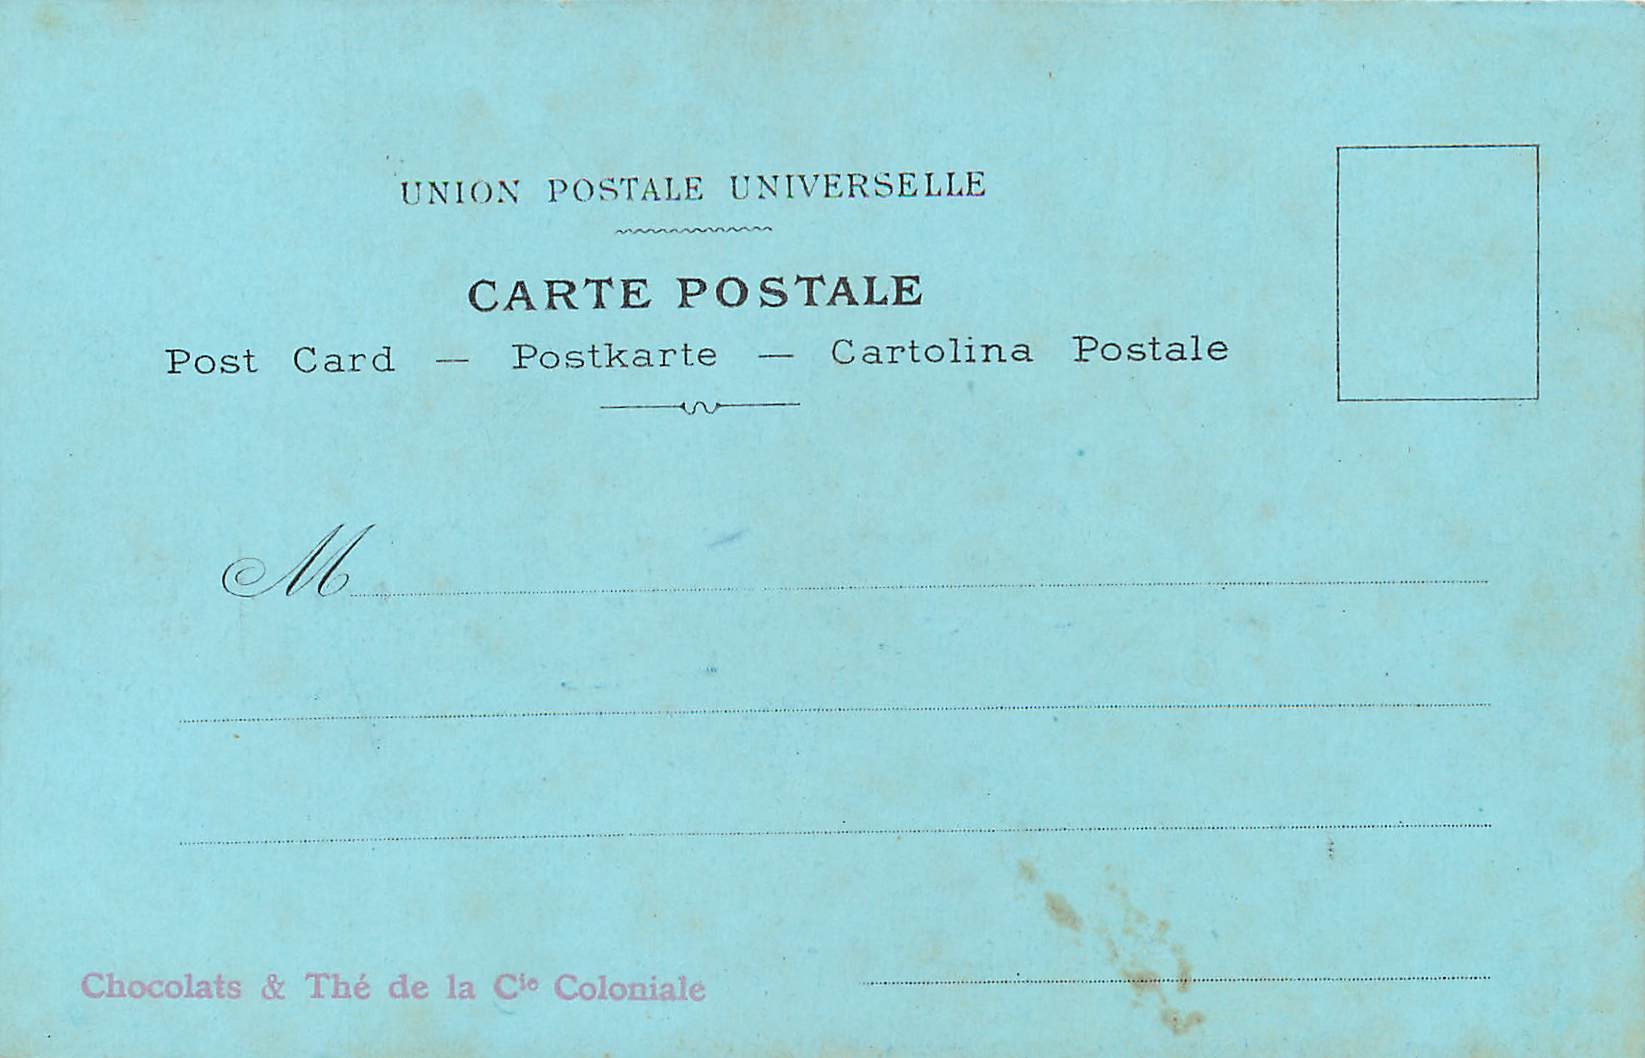 UNION POSTALE UNIVERSELLE
CARTE POSTALE
Post Card — Postkarte — Cartolina Postale
M
Chocolats & Thé de la Cie Coloniale